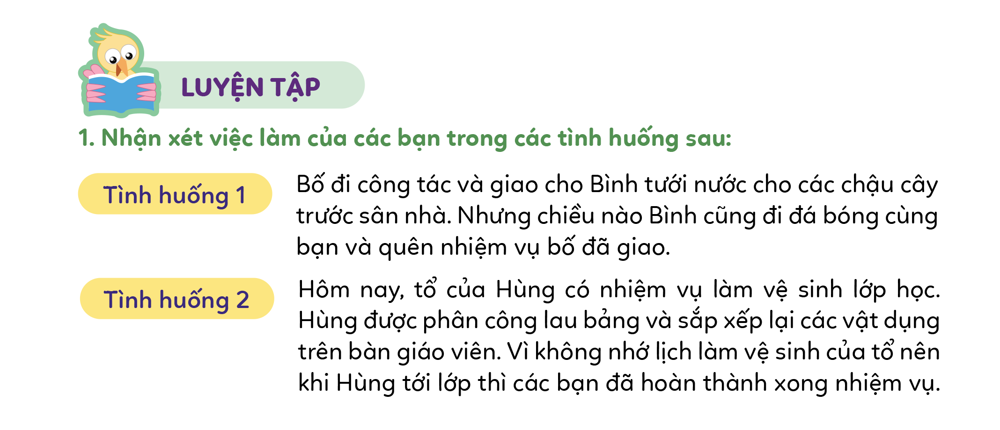 LUYỆN TẬP
1. Nhận xét việc làm của các bạn trong các tình huống sau:
Tình huống 1
Bố đi công tác và giao cho Bình tưới nước cho các chậu cây
trước sân nhà. Nhưng chiều nào Bình cũng đi đá bóng cùng
bạn và quên nhiệm vụ bố đã giao.
Tình huống 2
Hôm nay, tổ của Hùng có nhiệm vụ làm vệ sinh lớp học.
Hùng được phân công lau bảng và sắp xếp lại các vật dụng
trên bàn giáo viên. Vì không nhớ lịch làm vệ sinh của tổ nên
khi Hùng tới lớp thì các bạn đã hoàn thành xong nhiệm vụ.